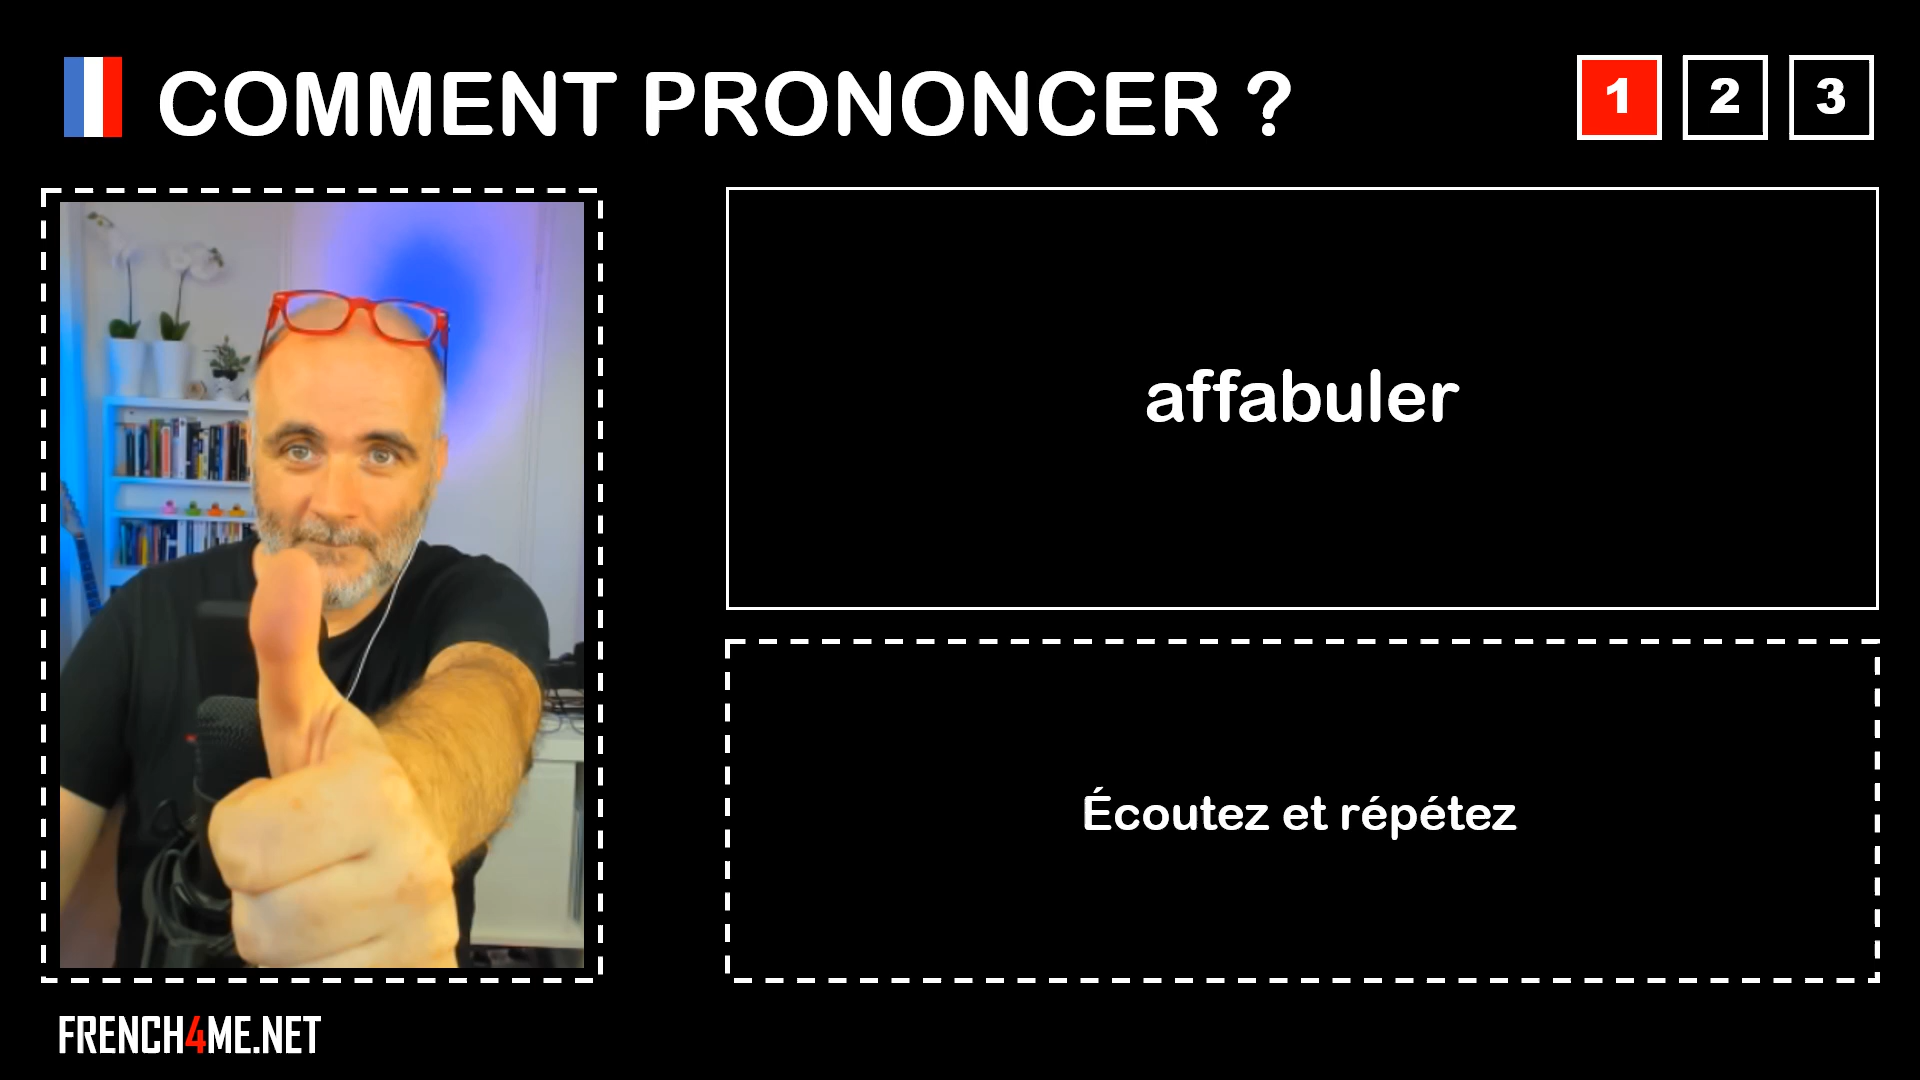 COMMENT PRONONCER ?
1 2 3
affabuler
Écoutez et répétez
FRENCH4ME.NET